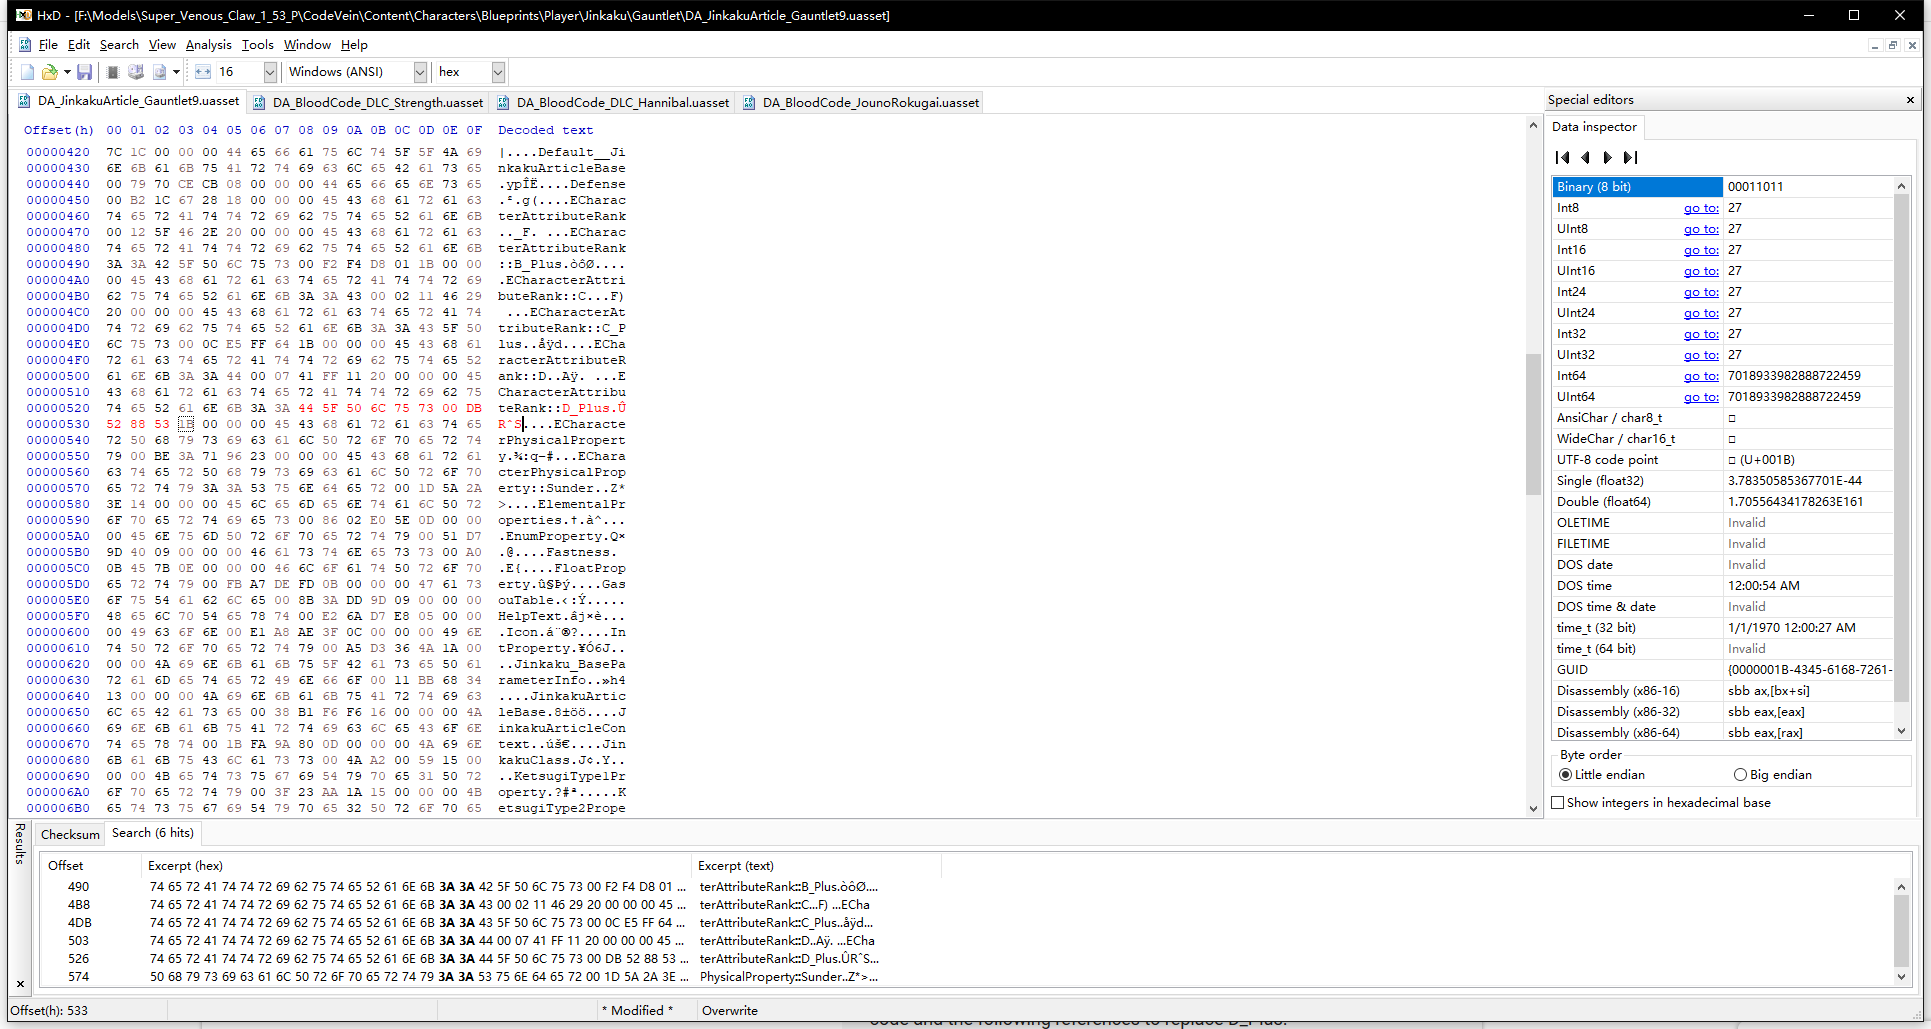 HxD - [F:\Models\Super_Venous_Claw_1_53_P\CodeVein\Content\Characters\Blueprints\Player\Jinkaku\Gauntlet\DA_JinkakuArticle_Gauntlet9.uasset]
File Edit Search View Analysis Tools Window Help
16 Windows (ANSI) hex
DA_JinkakuArticle_Gauntlet9.uasset DA_BloodCode_DLC_Strength.uasset DA_BloodCode_DLC_Hannibal.uasset DA_BloodCode_JounoRokugai.uasset
Offset(h) 00 01 02 03 04 05 06 07 08 09 0A 0B 0C 0D 0E 0F Decoded text
00000420 7C 1C 00 00 00 44 65 66 61 75 6C 74 5F 5F 4A 69 |....Default__Ji
00000430 6E 6B 61 6B 75 41 72 74 69 63 6C 65 42 61 73 65 nkakuArticleBase
00000440 00 79 70 CE CB 08 00 00 00 44 65 66 65 6E 73 65 .ypÎË....Defense
00000450 00 B2 1C 67 28 18 00 00 00 45 43 68 61 72 61 63 .².g(....ECharac
00000460 74 65 72 41 74 74 72 69 62 75 74 65 52 61 6E 6B terAttributeRank
00000470 00 12 5F 46 2E 20 00 00 00 45 43 68 61 72 61 63 .._F. ...ECharac
00000480 74 65 72 41 74 74 72 69 62 75 74 65 52 61 6E 6B terAttributeRank
00000490 3A 3A 42 5F 50 6C 75 73 00 F2 F4 D8 01 1B 00 00 ::B_Plus.òôØ....
000004A0 00 45 43 68 61 72 61 63 74 65 72 41 74 74 72 69 .ECharacterAttri
000004B0 62 75 74 65 52 61 6E 6B 3A 3A 43 00 02 11 46 29 buteRank::C...F)
000004C0 20 00 00 00 45 43 68 61 72 61 63 74 65 72 41 74 ...ECharacterAt
000004D0 74 72 69 62 75 74 65 52 61 6E 6B 3A 3A 43 5F 50 tributeRank::C_P
000004E0 6C 75 73 00 0C E5 FF 64 1B 00 00 00 45 43 68 61 lus..åÿd....ECha
000004F0 72 61 63 74 65 72 41 74 74 72 69 62 75 74 65 52 racterAttributeR
00000500 61 6E 6B 3A 3A 44 00 07 41 FF 11 20 00 00 00 45 ank::D..Aÿ. ...E
00000510 43 68 61 72 61 63 74 65 72 41 74 74 72 69 62 75 CharacterAttribu
00000520 74 65 52 61 6E 6B 3A 3A 44 5F 50 6C 75 73 00 DB teRank::D_Plus.Û
00000530 52 88 53 1B 00 00 00 45 43 68 61 72 61 63 74 65 RˆS....ECharacte
00000540 72 50 68 79 73 69 63 61 6C 50 72 6F 70 65 72 74 rPhysicalPropert
00000550 79 00 BE 3A 71 96 23 00 00 00 45 43 68 61 72 61 y.¾:q–#...EChara
00000560 63 74 65 72 50 68 79 73 69 63 61 6C 50 72 6F 70 cterPhysicalProp
00000570 65 72 74 79 3A 3A 53 75 6E 64 65 72 00 1D 5A 2A erty::Sunder..Z*
00000580 3E 14 00 00 00 45 6C 65 6D 65 6E 74 61 6C 50 72 >....ElementalPr
00000590 6F 70 65 72 74 69 65 73 00 86 02 E0 5E 0D 00 00 operties.†.à^...
000005A0 00 45 6E 75 6D 50 72 6F 70 65 72 74 79 00 51 D7 .EnumProperty.Q×
000005B0 9D 40 09 00 00 00 46 61 73 74 6E 65 73 73 00 A0 .@....Fastness.
000005C0 0B 45 7B 0E 00 00 00 46 6C 6F 61 74 50 72 6F 70 .E{....FloatProp
000005D0 65 72 74 79 00 FB A7 DE FD 0B 00 00 00 47 61 73 erty.û§Þý....Gas
000005E0 6F 75 54 61 62 6C 65 00 8B 3A DD 9D 09 00 00 00 ouTable.‹:Ý.....
000005F0 48 65 6C 70 54 65 78 74 00 E2 6A D7 E8 05 00 00 HelpText.âj×è...
00000600 00 49 63 6F 6E 00 E1 A8 AE 3F 0C 00 00 00 49 6E .Icon.á¨®?....In
00000610 74 50 72 6F 70 65 72 74 79 00 A5 D3 36 4A 1A 00 tProperty.¥Ó6J..
00000620 00 00 4A 69 6E 6B 61 6B 75 5F 42 61 73 65 50 61 ..Jinkaku_BasePa
00000630 72 61 6D 65 74 65 72 49 6E 66 6F 00 11 BB 68 34 rameterInfo..»h4
00000640 13 00 00 00 4A 69 6E 6B 61 6B 75 41 72 74 69 63 ....JinkakuArtic
00000650 6C 65 42 61 73 65 00 38 B1 F6 F6 16 00 00 00 4A leBase.8±öö....J
00000660 69 6E 6B 61 6B 75 41 72 74 69 63 6C 65 43 6F 6E inkakuArticleCon
00000670 74 65 78 74 00 1B FA 9A 80 0D 00 00 00 4A 69 6E text..úš€....Jin
00000680 6B 61 6B 75 43 6C 61 73 73 00 4A A2 00 59 15 00 kakuClass.J¢.Y..
00000690 00 00 4B 65 74 73 75 67 69 54 79 70 65 31 50 72 ..KetsugiType1Pr
000006A0 6F 70 65 72 74 79 00 3F 23 AA 1A 15 00 00 00 4B operty.?#ª.....K
000006B0 65 74 73 75 67 69 54 79 70 65 32 50 72 6F 70 65 etsugiType2Prope
Special editors
Data inspector
Binary (8 bit) 00011011
Int8 go to: 27
UInt8 go to: 27
Int16 go to: 27
UInt16 go to: 27
Int24 go to: 27
UInt24 go to: 27
Int32 go to: 27
UInt32 go to: 27
Int64 go to: 7018933982888722459
UInt64 go to: 7018933982888722459
AnsiChar / char8_t □
WideChar / char16_t □
UTF-8 code point □ (U+001B)
Single (float32) 3.78350585367701E-44
Double (float64) 1.70556434178263E161
OLETIME Invalid
FILETIME Invalid
DOS date Invalid
DOS time 12:00:54 AM
DOS time & date Invalid
time_t (32 bit) 1/1/1970 12:00:27 AM
time_t (64 bit) Invalid
GUID {0000001B-4345-6168-7261-
Disassembly (x86-16) sbb ax,[bx+si]
Disassembly (x86-32) sbb eax,[eax]
Disassembly (x86-64) sbb eax,[rax]
Byte order
Little endian Big endian
Show integers in hexadecimal base
Results
Checksum Search (6 hits)
Offset Excerpt (hex) Excerpt (text)
490 74 65 72 41 74 74 72 69 62 75 74 65 52 61 6E 6B 3A 3A 42 5F 50 6C 75 73 00 F2 F4 D8 01 ... terAttributeRank::B_Plus.òôØ....
4B8 74 65 72 41 74 74 72 69 62 75 74 65 52 61 6E 6B 3A 3A 43 00 02 11 46 29 20 00 00 00 45 ... terAttributeRank::C...F) ...ECha
4DB 74 65 72 41 74 74 72 69 62 75 74 65 52 61 6E 6B 3A 3A 43 5F 50 6C 75 73 00 0C E5 FF 64 ... terAttributeRank::C_Plus..åÿd...
503 74 65 72 41 74 74 72 69 62 75 74 65 52 61 6E 6B 3A 3A 44 00 07 41 FF 11 20 00 00 00 45 ... terAttributeRank::D..Aÿ. ...ECha
526 74 65 72 41 74 74 72 69 62 75 74 65 52 61 6E 6B 3A 3A 44 5F 50 6C 75 73 00 DB 52 88 53 ... terAttributeRank::D_Plus.ÛRˆS...
574 50 68 79 73 69 63 61 6C 50 72 6F 70 65 72 74 79 3A 3A 53 75 6E 64 65 72 00 1D 5A 2A 3E ... PhysicalProperty::Sunder..Z*>...
Offset(h): 533 * Modified * Overwrite
code and the following references to replace D_Plus.